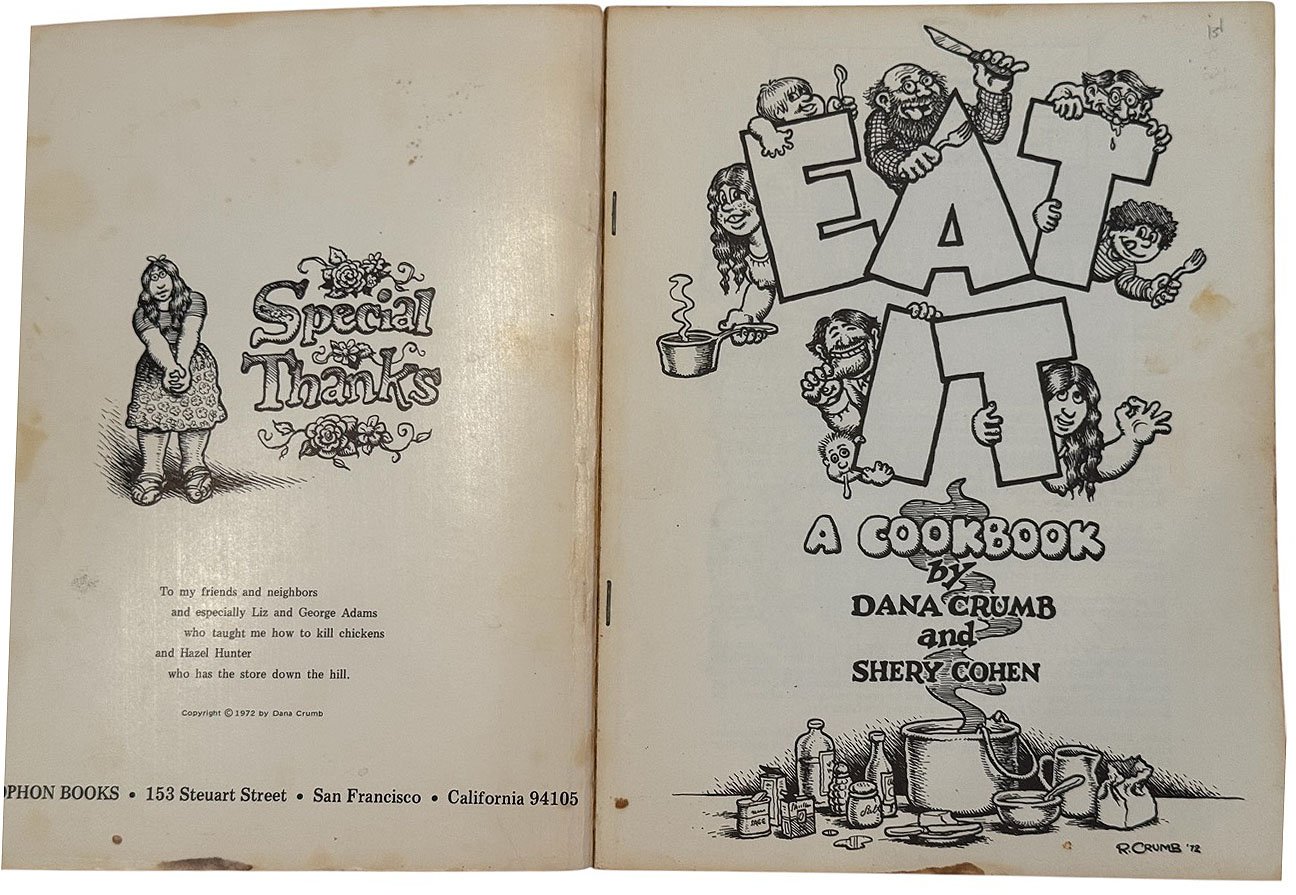 Special
Thanks
To my friends and neighbors
and especially Liz and George Adams
who taught me how to kill chickens
and Hazel Hunter
who has the store down the hill.
Copyright © 1972 by Dana Crumb
OPHON BOOKS • 153 Steuart Street • San Francisco • California 94105
EAT
IT
A COOKBOOK
by
DANA CRUMB
and
SHERY COHEN
R. CRUMB '72